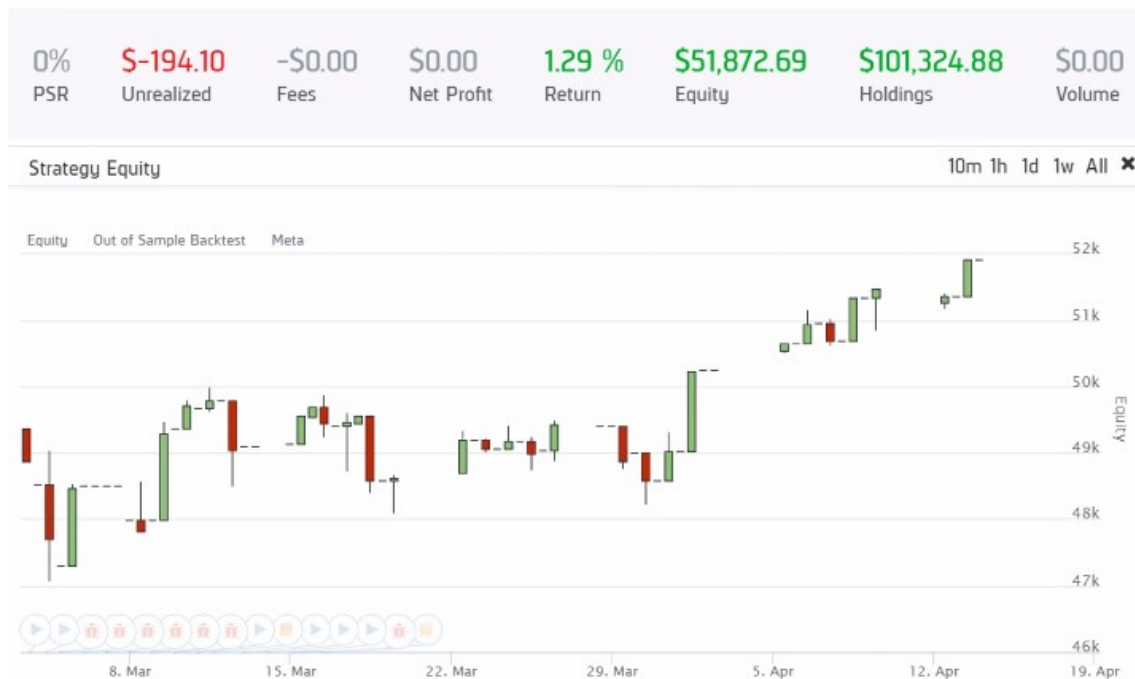 0% $-194.10 -$0.00 $0.00 1.29 % $51,872.69 $101,324.88 $0.00
PSR Unrealized Fees Net Profit Return Equity Holdings Volume
Strategy Equity 10m 1h 1d 1w All ✖
Equity Out of Sample Backtest Meta
52k
51k
50k
49k
48k
47k
46k
Equity
8. Mar 15. Mar 22. Mar 29. Mar 5. Apr 12. Apr 19. Apr